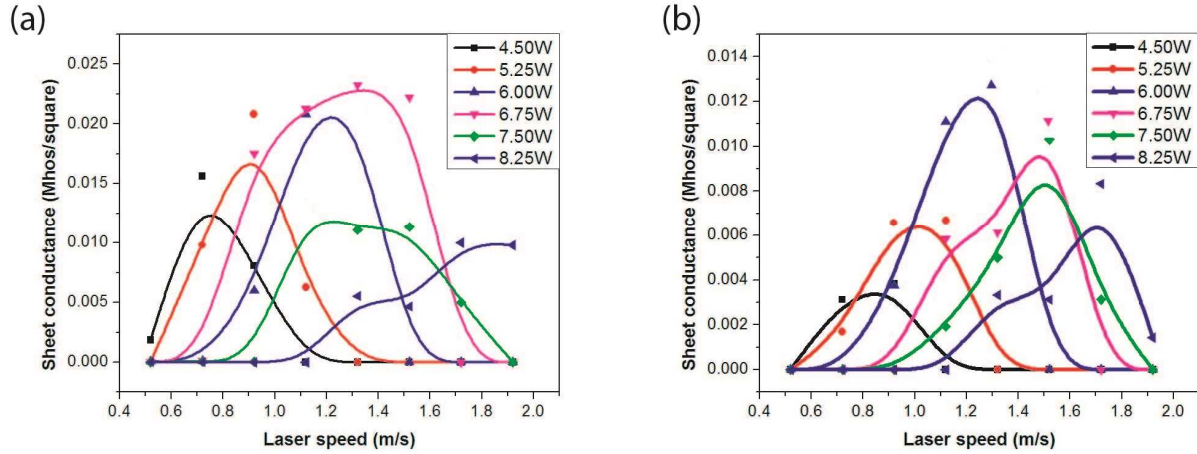 (a)
Sheet conductance (Mhos/square)
0.025
0.020
0.015
0.010
0.005
0.000
0.4 0.6 0.8 1.0 1.2 1.4 1.6 1.8 2.0
Laser speed (m/s)
4.50W
5.25W
6.00W
6.75W
7.50W
8.25W
(b)
Sheet conductance (Mhos/square)
0.014
0.012
0.010
0.008
0.006
0.004
0.002
0.000
0.4 0.6 0.8 1.0 1.2 1.4 1.6 1.8 2.0
Laser speed (m/s)
4.50W
5.25W
6.00W
6.75W
7.50W
8.25W